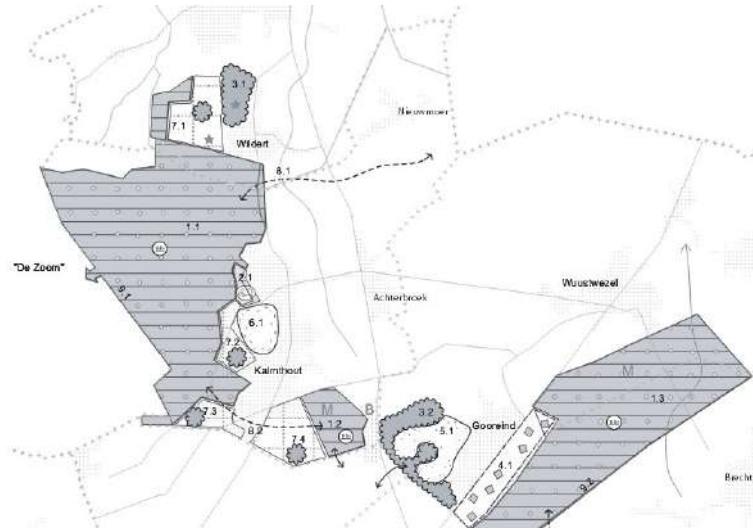 3.1
Nieuwmoer
7.1
Wildert
8.1
1.1
"De Zoom"
2.1
Wuustwezel
9.1
Achterbroek
6.1
7.2
Kalmthout
M
1.3
7.3
M
B
3.2
1.2
Gooreind
8.2
5.1
7.4
4.1
9.2
Brecht